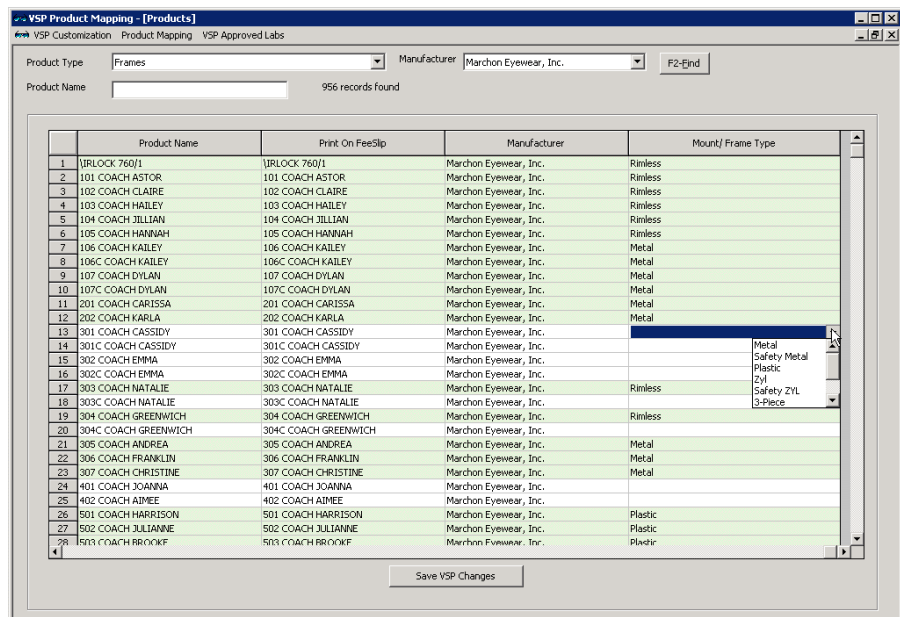 VSP Product Mapping - [Products]
VSP Customization Product Mapping VSP Approved Labs
Product Type Frames Manufacturer Marchon Eyewear, Inc. F2-Find
Product Name 956 records found
Product Name Print On FeeSlip Manufacturer Mount/ Frame Type
1 \IRLOCK 760/1 \IRLOCK 760/1 Marchon Eyewear, Inc. Rimless
2 101 COACH ASTOR 101 COACH ASTOR Marchon Eyewear, Inc. Rimless
3 102 COACH CLAIRE 102 COACH CLAIRE Marchon Eyewear, Inc. Rimless
4 103 COACH HAILEY 103 COACH HAILEY Marchon Eyewear, Inc. Rimless
5 104 COACH JILLIAN 104 COACH JILLIAN Marchon Eyewear, Inc. Rimless
6 105 COACH HANNAH 105 COACH HANNAH Marchon Eyewear, Inc. Rimless
7 106 COACH KAILEY 106 COACH KAILEY Marchon Eyewear, Inc. Metal
8 106C COACH KAILEY 106C COACH KAILEY Marchon Eyewear, Inc. Metal
9 107 COACH DYLAN 107 COACH DYLAN Marchon Eyewear, Inc. Metal
10 107C COACH DYLAN 107C COACH DYLAN Marchon Eyewear, Inc. Metal
11 201 COACH CARISSA 201 COACH CARISSA Marchon Eyewear, Inc. Metal
12 202 COACH KARLA 202 COACH KARLA Marchon Eyewear, Inc. Metal
13 301 COACH CASSIDY 301 COACH CASSIDY Marchon Eyewear, Inc.
14 301C COACH CASSIDY 301C COACH CASSIDY Marchon Eyewear, Inc. Metal
Safety Metal
15 302 COACH EMMA 302 COACH EMMA Marchon Eyewear, Inc. Plastic
16 302C COACH EMMA 302C COACH EMMA Marchon Eyewear, Inc. Zyl
17 303 COACH NATALIE 303 COACH NATALIE Marchon Eyewear, Inc. Rimless Safety ZYL
18 303C COACH NATALIE 303C COACH NATALIE Marchon Eyewear, Inc. 3-Piece
19 304 COACH GREENWICH 304 COACH GREENWICH Marchon Eyewear, Inc. Rimless
20 304C COACH GREENWICH 304C COACH GREENWICH Marchon Eyewear, Inc.
21 305 COACH ANDREA 305 COACH ANDREA Marchon Eyewear, Inc. Metal
22 306 COACH FRANKLIN 306 COACH FRANKLIN Marchon Eyewear, Inc. Metal
23 307 COACH CHRISTINE 307 COACH CHRISTINE Marchon Eyewear, Inc. Metal
24 401 COACH JOANNA 401 COACH JOANNA Marchon Eyewear, Inc.
25 402 COACH AIMEE 402 COACH AIMEE Marchon Eyewear, Inc.
26 501 COACH HARRISON 501 COACH HARRISON Marchon Eyewear, Inc. Plastic
27 502 COACH JULIANNE 502 COACH JULIANNE Marchon Eyewear, Inc. Plastic
28 503 COACH BROOKE 503 COACH BROOKE Marchon Eyewear, Inc. Plastic
Save VSP Changes